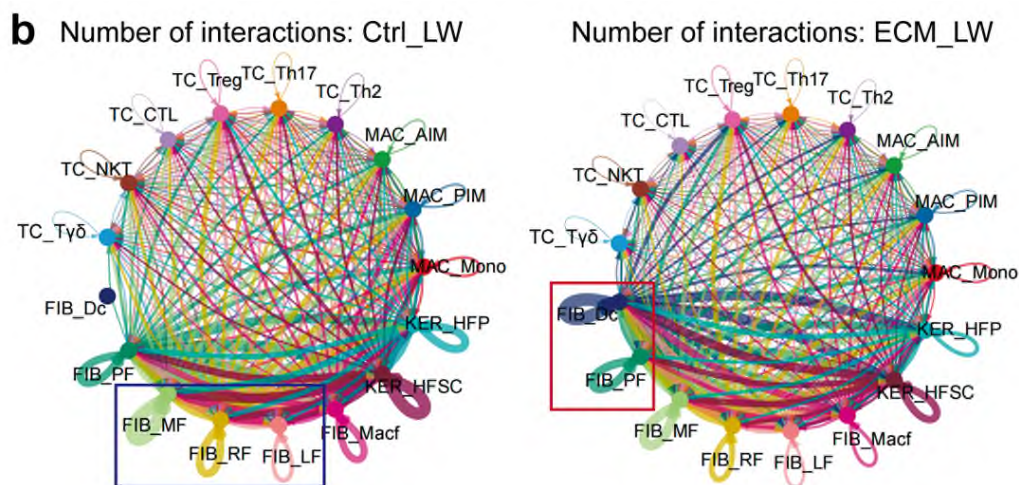 b
Number of interactions: Ctrl_LW
TC_Treg
TC_Th17
TC_Th2
TC_CTL
MAC_AIM
TC_NKT
MAC_PIM
TC_Tγδ
MAC_Mono
FIB_Dc
KER_HFP
FIB_PF
KER_HFSC
FIB_MF
FIB_Macf
FIB_RF
FIB_LF
Number of interactions: ECM_LW
TC_Treg
TC_Th17
TC_Th2
TC_CTL
MAC_AIM
TC_NKT
MAC_PIM
TC_Tγδ
MAC_Mono
FIB_Dc
KER_HFP
FIB_PF
KER_HFSC
FIB_MF
FIB_Macf
FIB_RF
FIB_LF